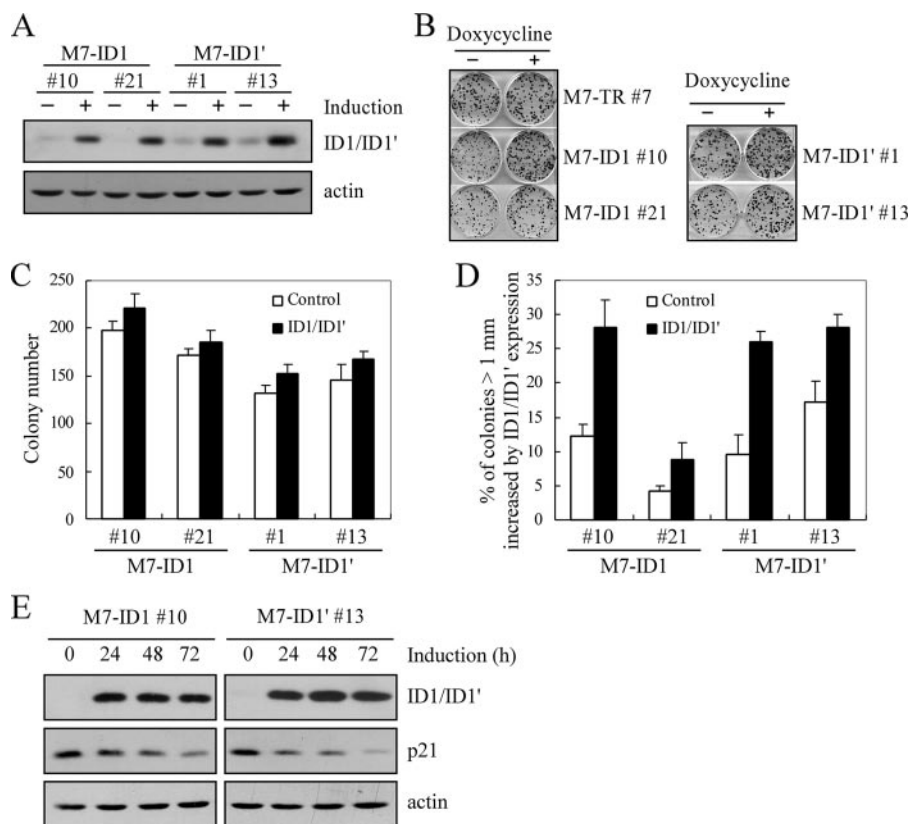 A
M7-ID1 M7-ID1'
#10 #21 #1 #13
– + – + – + – + Induction
ID1/ID1'
actin
B
Doxycycline
– +
M7-TR #7
M7-ID1 #10
M7-ID1 #21
Doxycycline
– +
M7-ID1' #1
M7-ID1' #13
C
Colony number
250
200
150
100
50
0
Control
ID1/ID1'
#10 #21 #1 #13
M7-ID1 M7-ID1'
D
% of colonies > 1 mm
increased by ID1/ID1' expression
35
30
25
20
15
10
5
0
Control
ID1/ID1'
#10 #21 #1 #13
M7-ID1 M7-ID1'
E
M7-ID1 #10 M7-ID1' #13
0 24 48 72 0 24 48 72 Induction (h)
ID1/ID1'
p21
actin